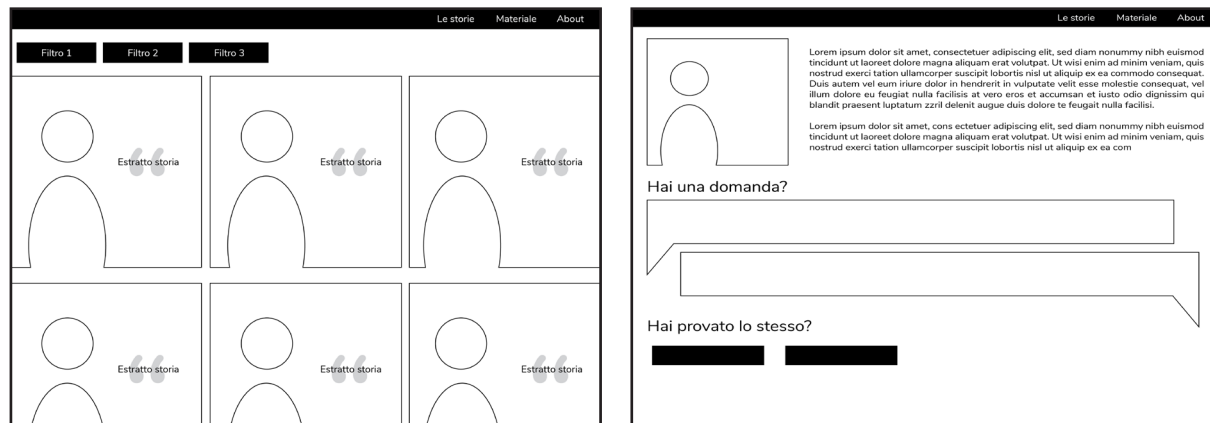 Le storie Materiale About
Filtro 1 Filtro 2 Filtro 3
Estratto storia Estratto storia Estratto storia
Estratto storia Estratto storia Estratto storia
Le storie Materiale About
Lorem ipsum dolor sit amet, consectetuer adipiscing elit, sed diam nonummy nibh euismod
tincidunt ut laoreet dolore magna aliquam erat volutpat. Ut wisi enim ad minim veniam, quis
nostrud exerci tation ullamcorper suscipit lobortis nisl ut aliquip ex ea commodo consequat.
Duis autem vel eum iriure dolor in hendrerit in vulputate velit esse molestie consequat, vel
illum dolore eu feugiat nulla facilisis at vero eros et accumsan et iusto odio dignissim qui
blandit praesent luptatum zzril delenit augue duis dolore te feugait nulla facilisi.
Lorem ipsum dolor sit amet, cons ectetuer adipiscing elit, sed diam nonummy nibh euismod
tincidunt ut laoreet dolore magna aliquam erat volutpat. Ut wisi enim ad minim veniam, quis
nostrud exerci tation ullamcorper suscipit lobortis nisl ut aliquip ex ea com
Hai una domanda?
Hai provato lo stesso?